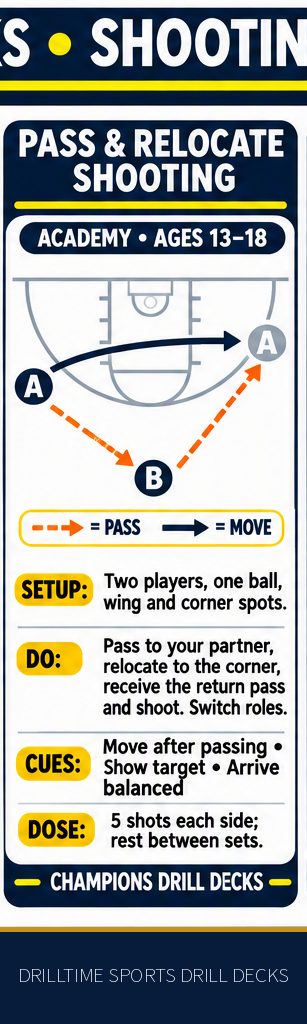 S • SHOOTIN
PASS & RELOCATE
SHOOTING
ACADEMY • AGES 13–18
A
A
B
= PASS = MOVE
SETUP: Two players, one ball,
wing and corner spots.
DO: Pass to your partner,
relocate to the corner,
receive the return pass
and shoot. Switch roles.
CUES: Move after passing •
Show target • Arrive
balanced
DOSE: 5 shots each side;
rest between sets.
CHAMPIONS DRILL DECKS
DRILLTIME SPORTS DRILL DECKS